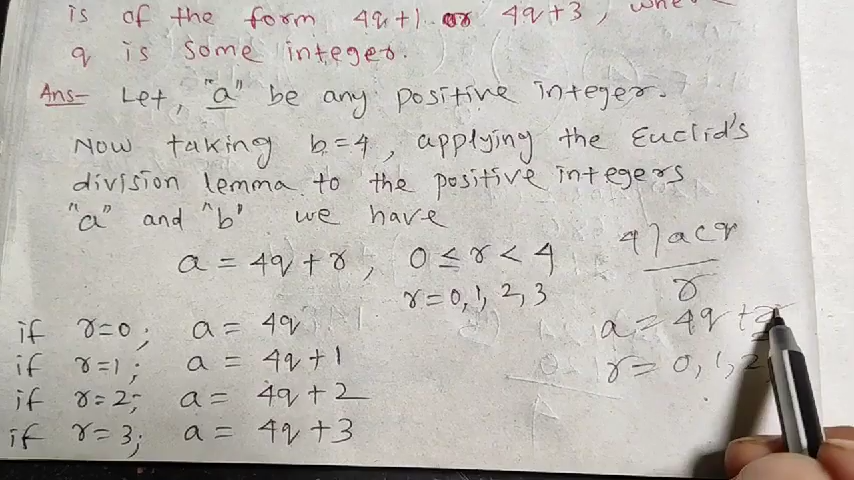 is of the form 4q+1 or 4q+3, where
q is some integer.
Ans- Let, "a" be any positive integer.
Now taking b=4, applying the Euclid's
division lemma to the positive integers
"a" and "b" we have
a = 4q + r, 0 ≤ r < 4
r = 0, 1, 2, 3
if r=0; a = 4q
if r=1; a = 4q+1
if r=2; a = 4q+2
if r=3; a = 4q+3
4)a(q
r
a = 4q +
r = 0, 1, 2,